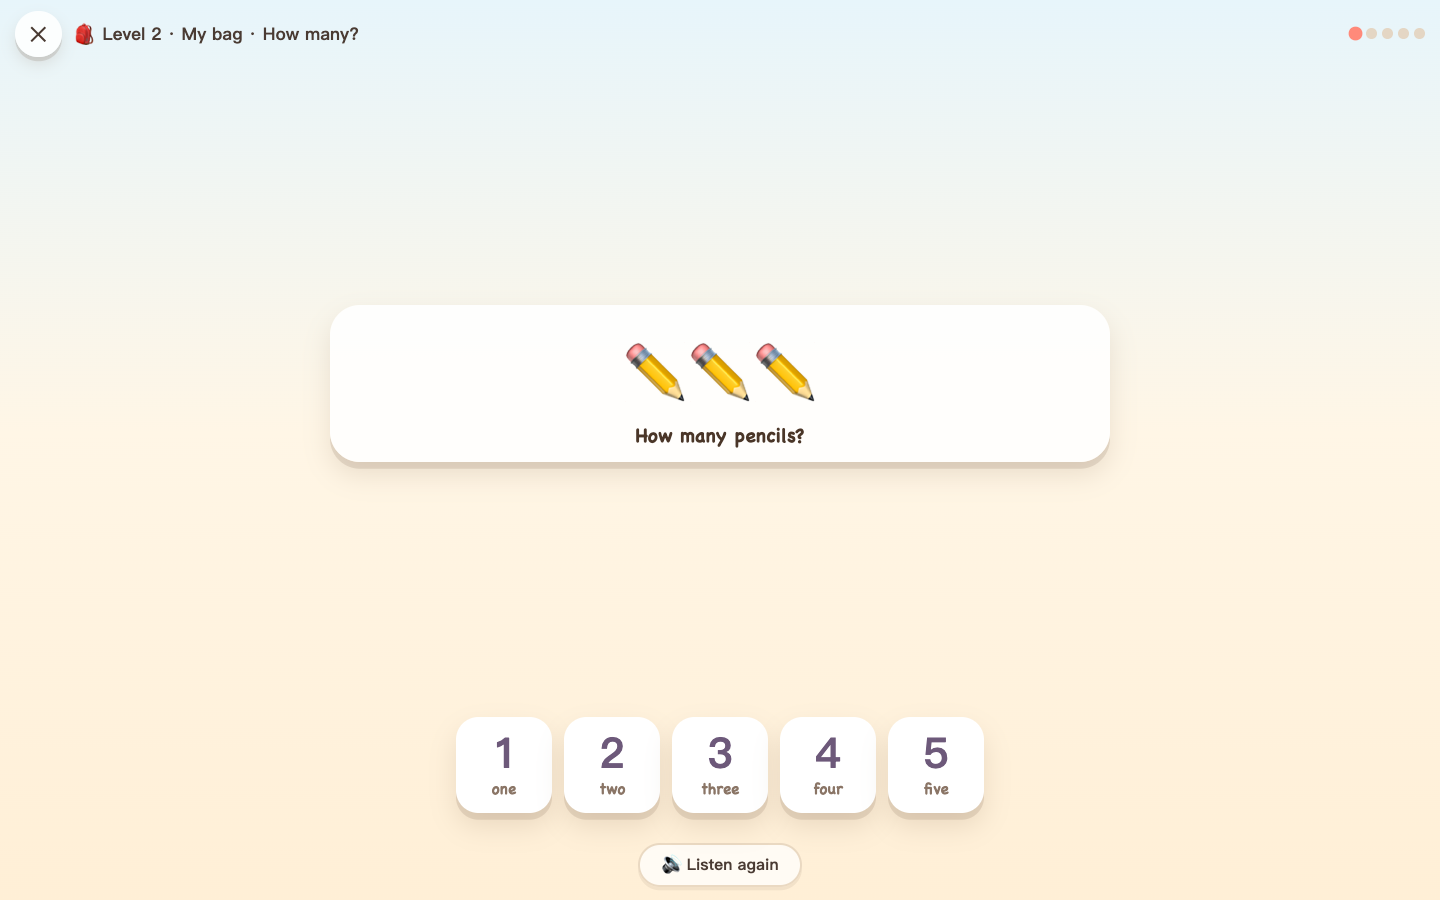 Level 2 · My bag · How many?
How many pencils?
1 2 3 4 5
one two three four five
Listen again